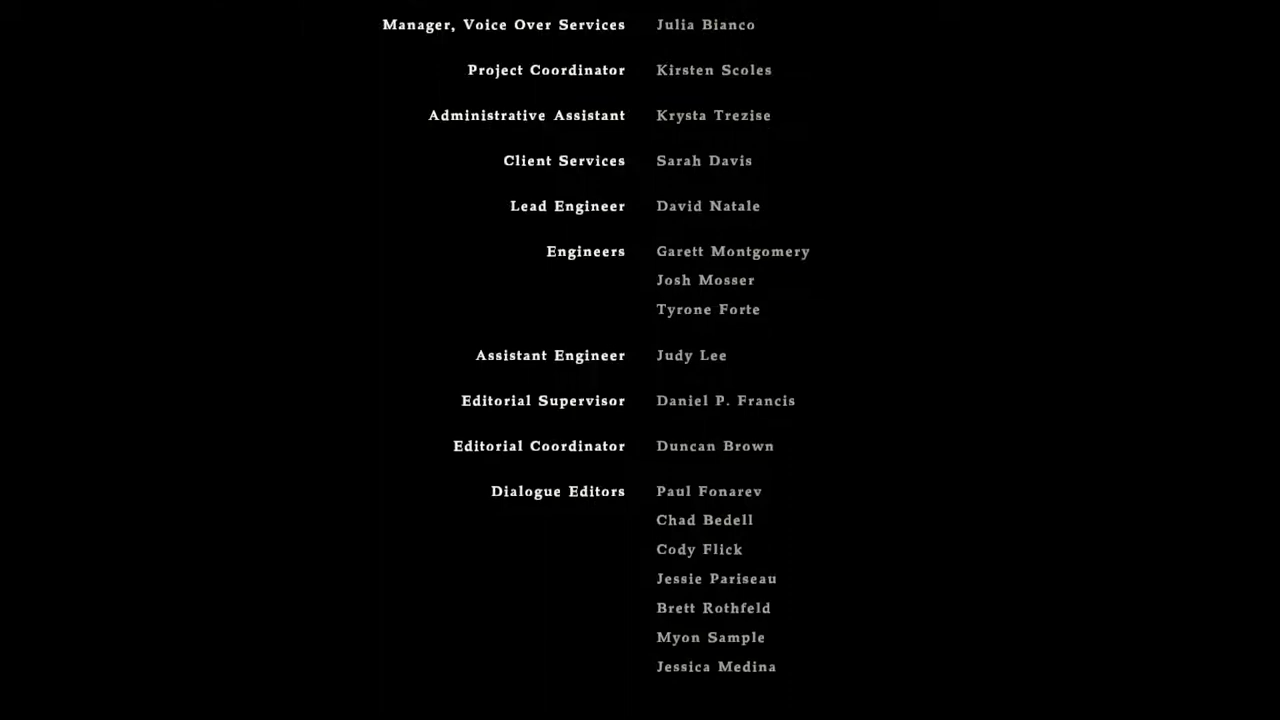 Manager, Voice Over Services Julia Bianco
Project Coordinator Kirsten Scoles
Administrative Assistant Krysta Trezise
Client Services Sarah Davis
Lead Engineer David Natale
Engineers Garett Montgomery
Josh Mosser
Tyrone Forte
Assistant Engineer Judy Lee
Editorial Supervisor Daniel P. Francis
Editorial Coordinator Duncan Brown
Dialogue Editors Paul Fonarev
Chad Bedell
Cody Flick
Jessie Pariseau
Brett Rothfeld
Myon Sample
Jessica Medina